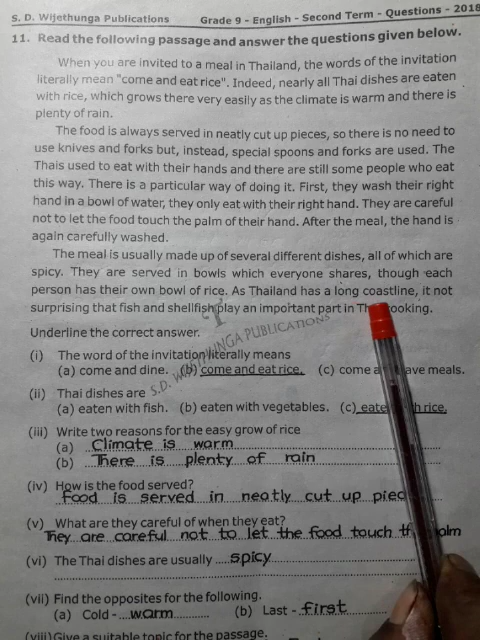 S. D. Wijethunga Publications Grade 9 - English - Second Term - Questions - 2018
11. Read the following passage and answer the questions given below.
When you are invited to a meal in Thailand, the words of the invitation
literally mean "come and eat rice". Indeed, nearly all Thai dishes are eaten
with rice, which grows there very easily as the climate is warm and there is
plenty of rain.
The food is always served in neatly cut up pieces, so there is no need to
use knives and forks but, instead, special spoons and forks are used. The
Thais used to eat with their hands and there are still some people who eat
this way. There is a particular way of doing it. First, they wash their right
hand in a bowl of water, they only eat with their right hand. They are careful
not to let the food touch the palm of their hand. After the meal, the hand is
again carefully washed.
The meal is usually made up of several different dishes, all of which are
spicy. They are served in bowls which everyone shares, though each
person has their own bowl of rice. As Thailand has a long coastline, it not
surprising that fish and shellfish play an important part in cooking.
Underline the correct answer.
S.D. WIJETHUNGA PUBLICATIONS
(i) The word of the invitation literally means
(a) come and dine. (b) come and eat rice. (c) come meals.
(ii) Thai dishes are
(a) eaten with fish. (b) eaten with vegetables. (c) rice.
(iii) Write two reasons for the easy grow of rice
(a) Climate is warm
(b) There is plenty of rain
(iv) How is the food served?
Food is served in neatly cut up
(v) What are they careful of when they eat?
They are careful not to let the food touch
(vi) The Thai dishes are usually ....spicy
(vii) Find the opposites for the following.
(a) Cold - warm (b) Last - first
(viii) Give a suitable topic for the passage.